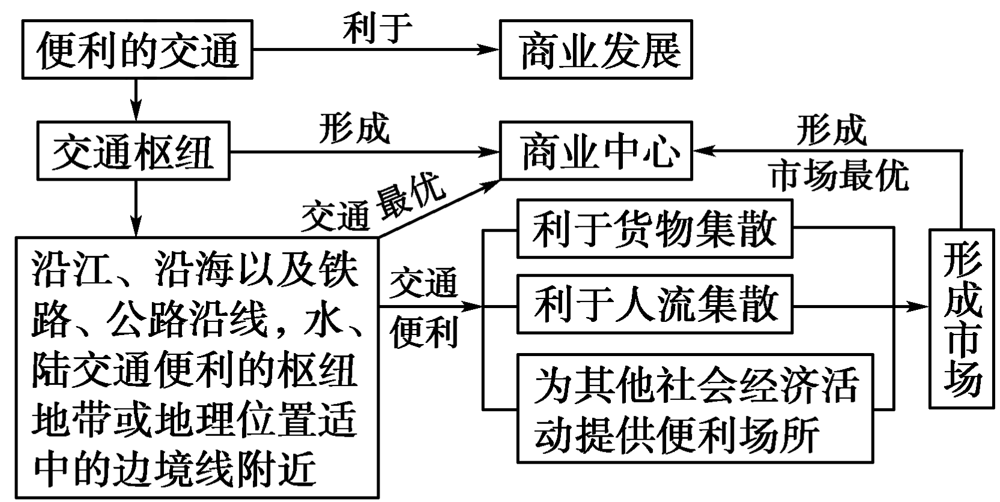 便利的交通
利于
商业发展
交通枢纽
形成
商业中心
形成
市场最优
交通最优
沿江、沿海以及铁
路、公路沿线，水、
陆交通便利的枢纽
地带或地理位置适
中的边境线附近
交通
便利
利于货物集散
利于人流集散
为其他社会经济活
动提供便利场所
形成市场